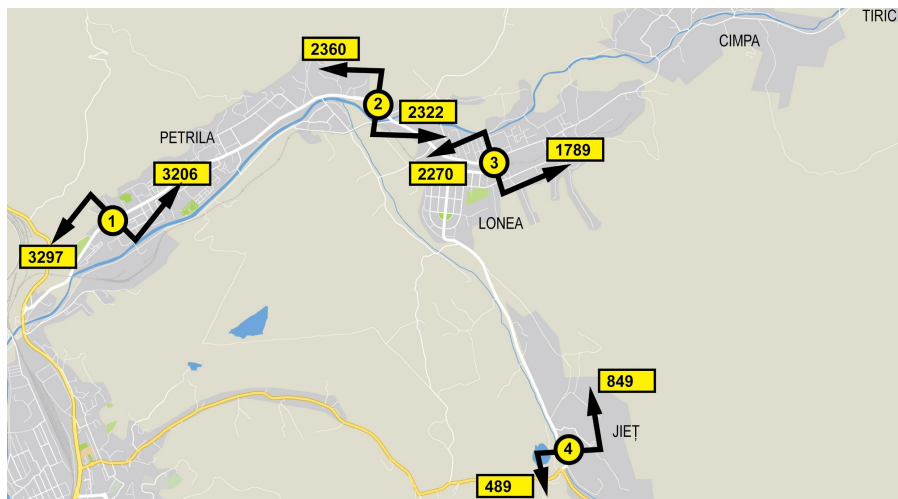 TIRIC
CIMPA
2360
2
2322
PETRILA
3
1789
2270
3206
1
LONEA
3297
849
JIEȚ
4
489